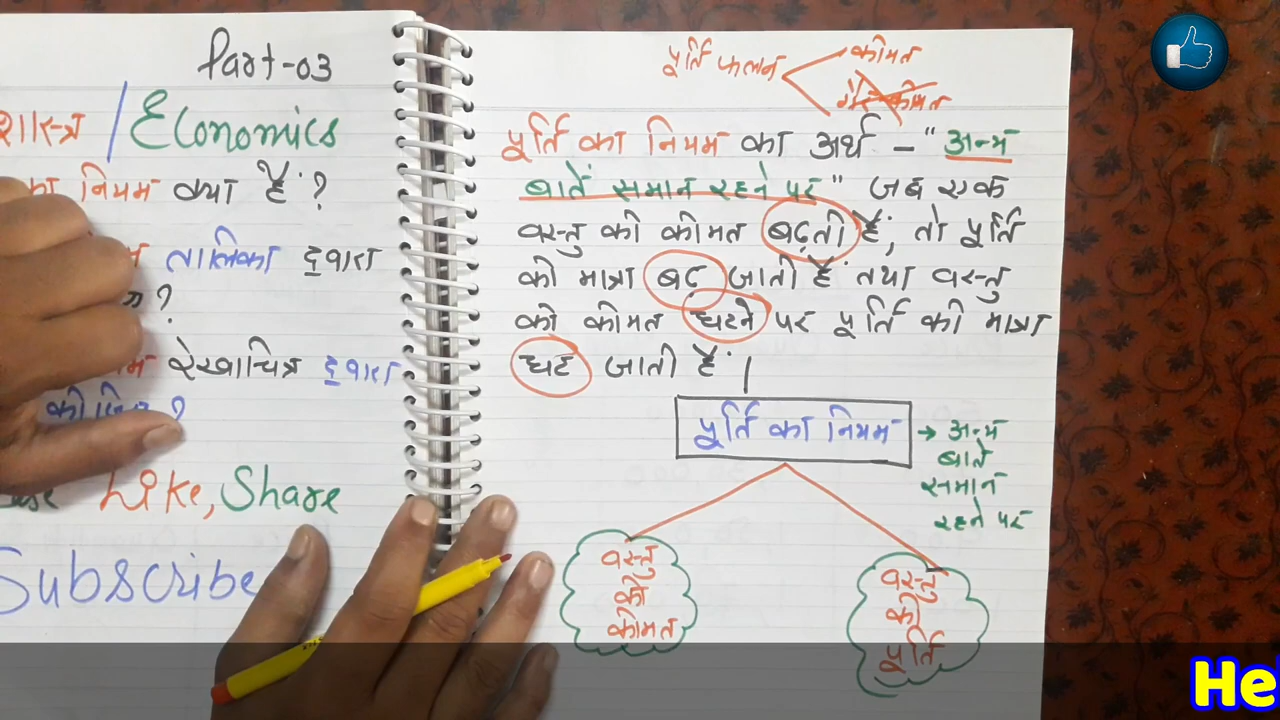 Part-03
शास्त्र / Economics
का नियम क्या है ?
तालिका द्वारा
?
रेखाचित्र द्वारा
कीजिए ?
Like, Share
Subscribe
पूर्ति फलन
कीमत
गैर कीमत
पूर्ति का नियम का अर्थ - "अन्य
बातें समान रहने पर" जब एक
वस्तु की कीमत बढ़ती हैं, तो पूर्ति
की मात्रा बढ़ जाती हैं तथा वस्तु
की कीमत घटने पर पूर्ति की मात्रा
घट जाती हैं |
पूर्ति का नियम
→ अन्य
बाते
समान
रहने पर
वस्तु
की
कीमत
वस्तु
की
पूर्ति
He